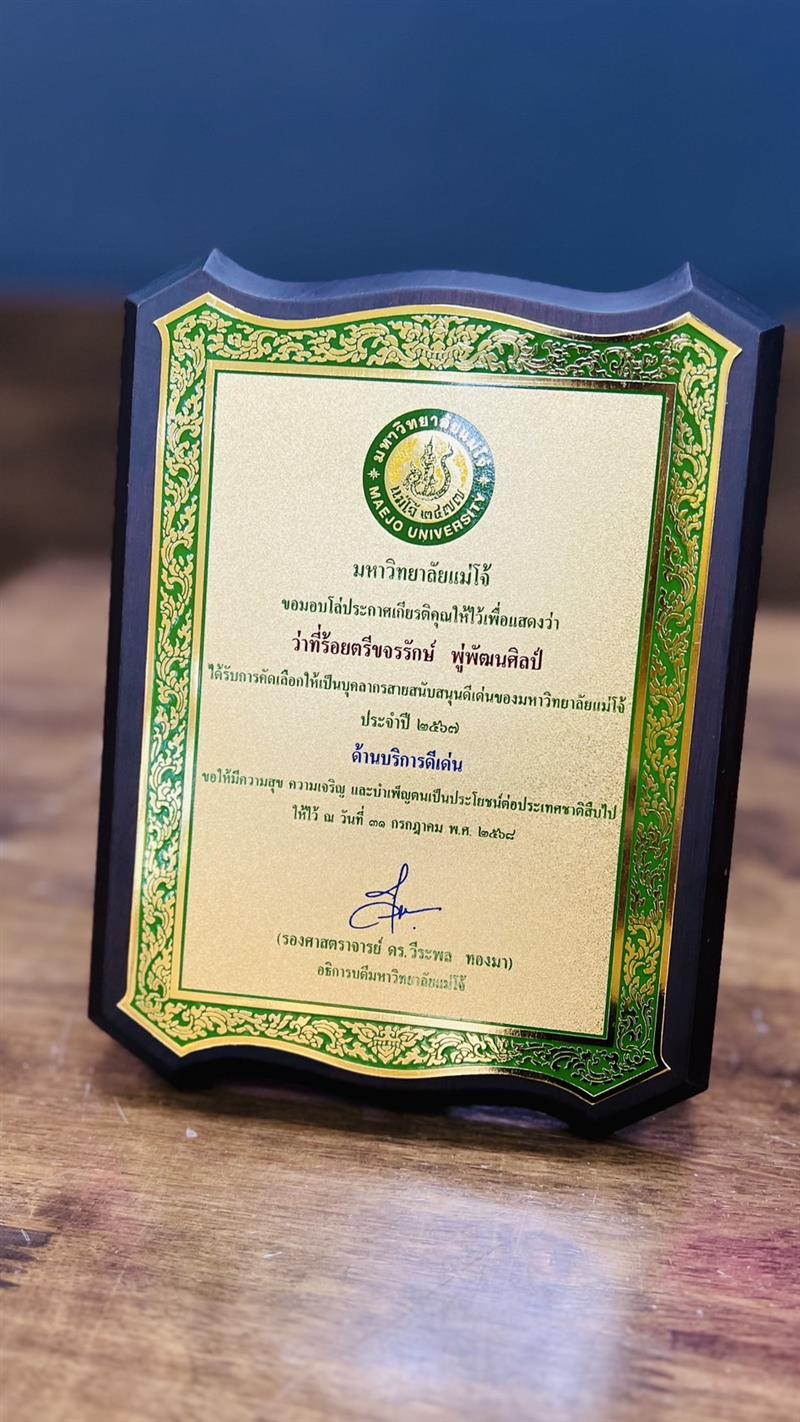 มหาวิทยาลัยแม่โจ้
แม่โจ้ ๒๔๗๗
MAEJO UNIVERSITY
มหาวิทยาลัยแม่โจ้
ขอมอบโล่ประกาศเกียรติคุณให้ไว้เพื่อแสดงว่า
ว่าที่ร้อยตรีขจรรักษ์ พู่พัฒนศิลป์
ได้รับการคัดเลือกให้เป็นบุคลากรสายสนับสนุนดีเด่นของมหาวิทยาลัยแม่โจ้
ประจำปี ๒๕๖๗
ด้านบริการดีเด่น
ขอให้มีความสุข ความเจริญ และบำเพ็ญตนเป็นประโยชน์ต่อประเทศชาติสืบไป
ให้ไว้ ณ วันที่ ๓๑ กรกฎาคม พ.ศ. ๒๕๖๘
(รองศาสตราจารย์ ดร.วีระพล ทองมา)
อธิการบดีมหาวิทยาลัยแม่โจ้